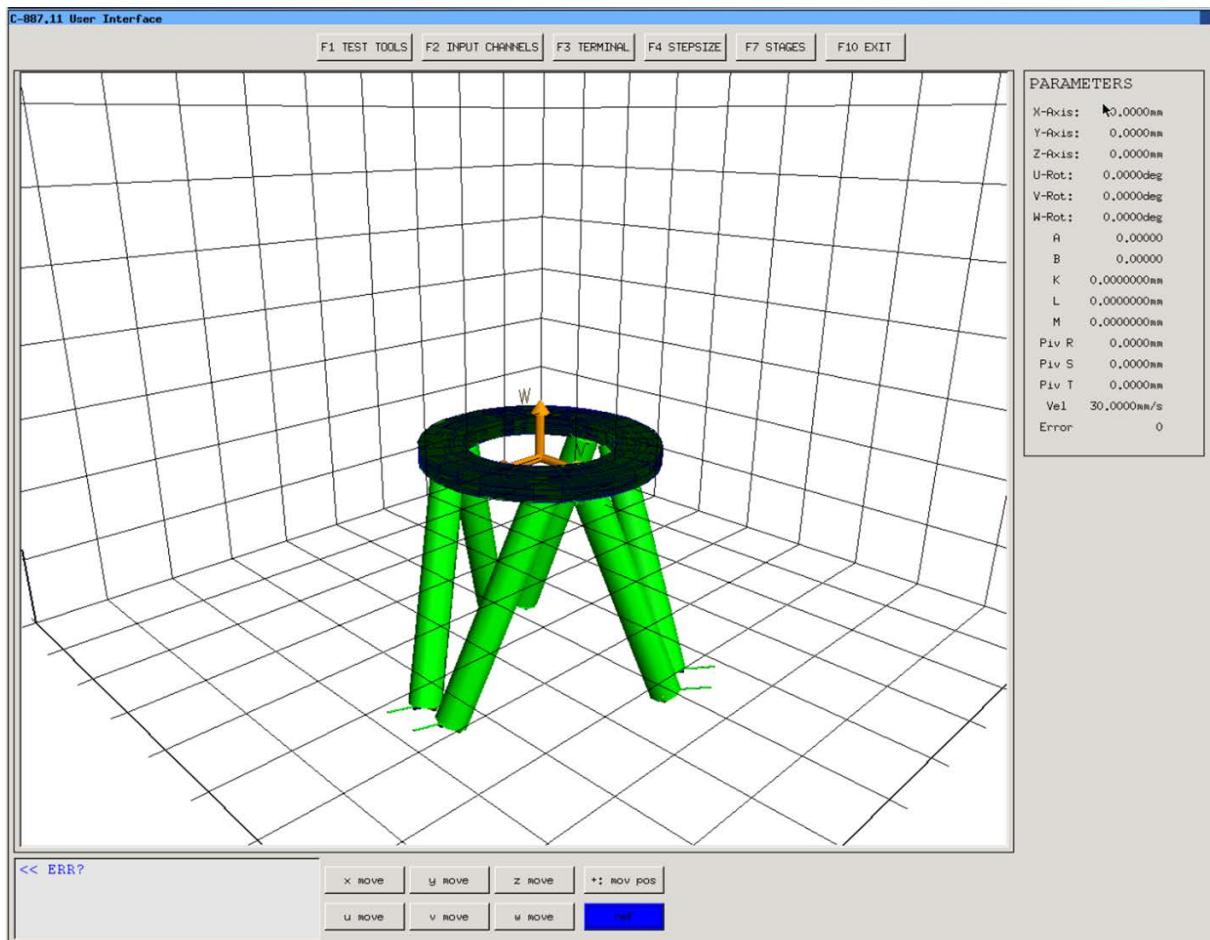 C-887.11 User Interface
F1 TEST TOOLS F2 INPUT CHANNELS F3 TERMINAL F4 STEPSIZE F7 STAGES F10 EXIT
PARAMETERS
X-Axis: 0.0000mm
Y-Axis: 0.0000mm
Z-Axis: 0.0000mm
U-Rot: 0.0000deg
V-Rot: 0.0000deg
W-Rot: 0.0000deg
A 0.00000
B 0.00000
K 0.0000000mm
L 0.0000000mm
M 0.0000000mm
Piv R 0.0000mm
Piv S 0.0000mm
Piv T 0.0000mm
Vel 30.0000mm/s
Error 0
W
V
<< ERR?
x move y move z move +: mov pos
u move v move w move ref